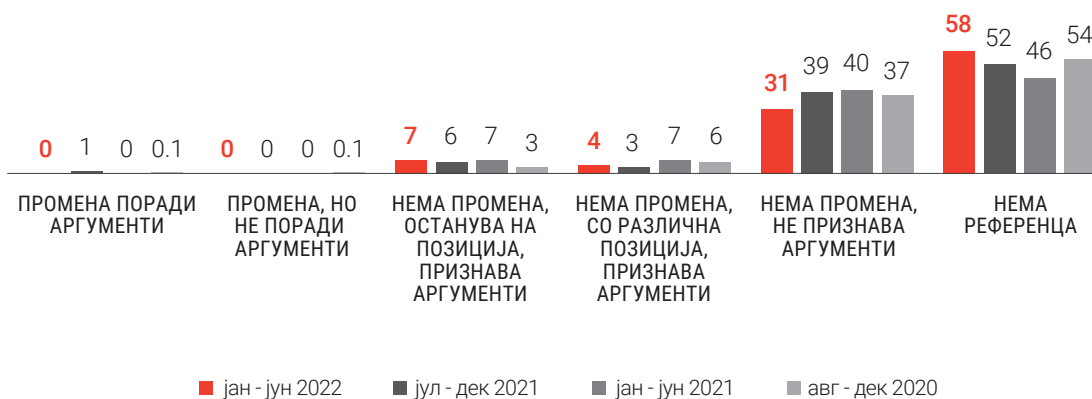 0 1 0 0.1
0 0 0 0.1
7 6 7 3
4 3 7 6
31 39 40 37
58 52 46 54
ПРОМЕНА ПОРАДИ
АРГУМЕНТИ
ПРОМЕНА, НО
НЕ ПОРАДИ
АРГУМЕНТИ
НЕМА ПРОМЕНА,
ОСТАНУВА НА
ПОЗИЦИЈА,
ПРИЗНАВА
АРГУМЕНТИ
НЕМА ПРОМЕНА,
СО РАЗЛИЧНА
ПОЗИЦИЈА,
ПРИЗНАВА
АРГУМЕНТИ
НЕМА ПРОМЕНА,
НЕ ПРИЗНАВА
АРГУМЕНТИ
НЕМА
РЕФЕРЕНЦА
јан - јун 2022 јул - дек 2021 јан - јун 2021 авг - дек 2020